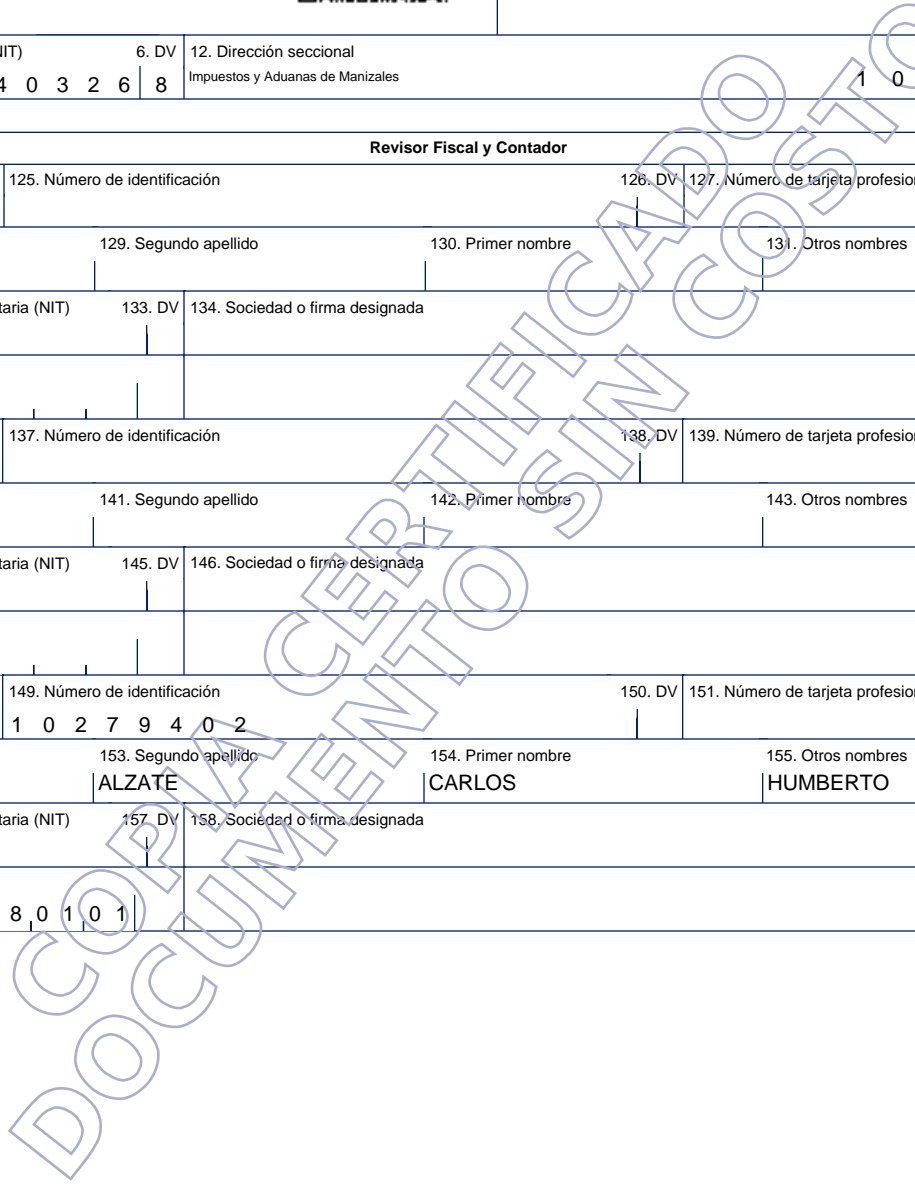 NIT) 6. DV 12. Dirección seccional
4 0 3 2 6 8 Impuestos y Aduanas de Manizales 1 0
Revisor Fiscal y Contador
125. Número de identificación 126. DV 127. Número de tarjeta profesion
129. Segundo apellido 130. Primer nombre 131. Otros nombres
taria (NIT) 133. DV 134. Sociedad o firma designada
137. Número de identificación 138. DV 139. Número de tarjeta profesion
141. Segundo apellido 142. Primer nombre 143. Otros nombres
taria (NIT) 145. DV 146. Sociedad o firma designada
149. Número de identificación 150. DV 151. Número de tarjeta profesion
1 0 2 7 9 4 0 2
153. Segundo apellido 154. Primer nombre 155. Otros nombres
ALZATE CARLOS HUMBERTO
taria (NIT) 157. DV 158. Sociedad o firma designada
8 0 1 0 1
COPIA CERTIFICADO
DOCUMENTO SIN COSTO